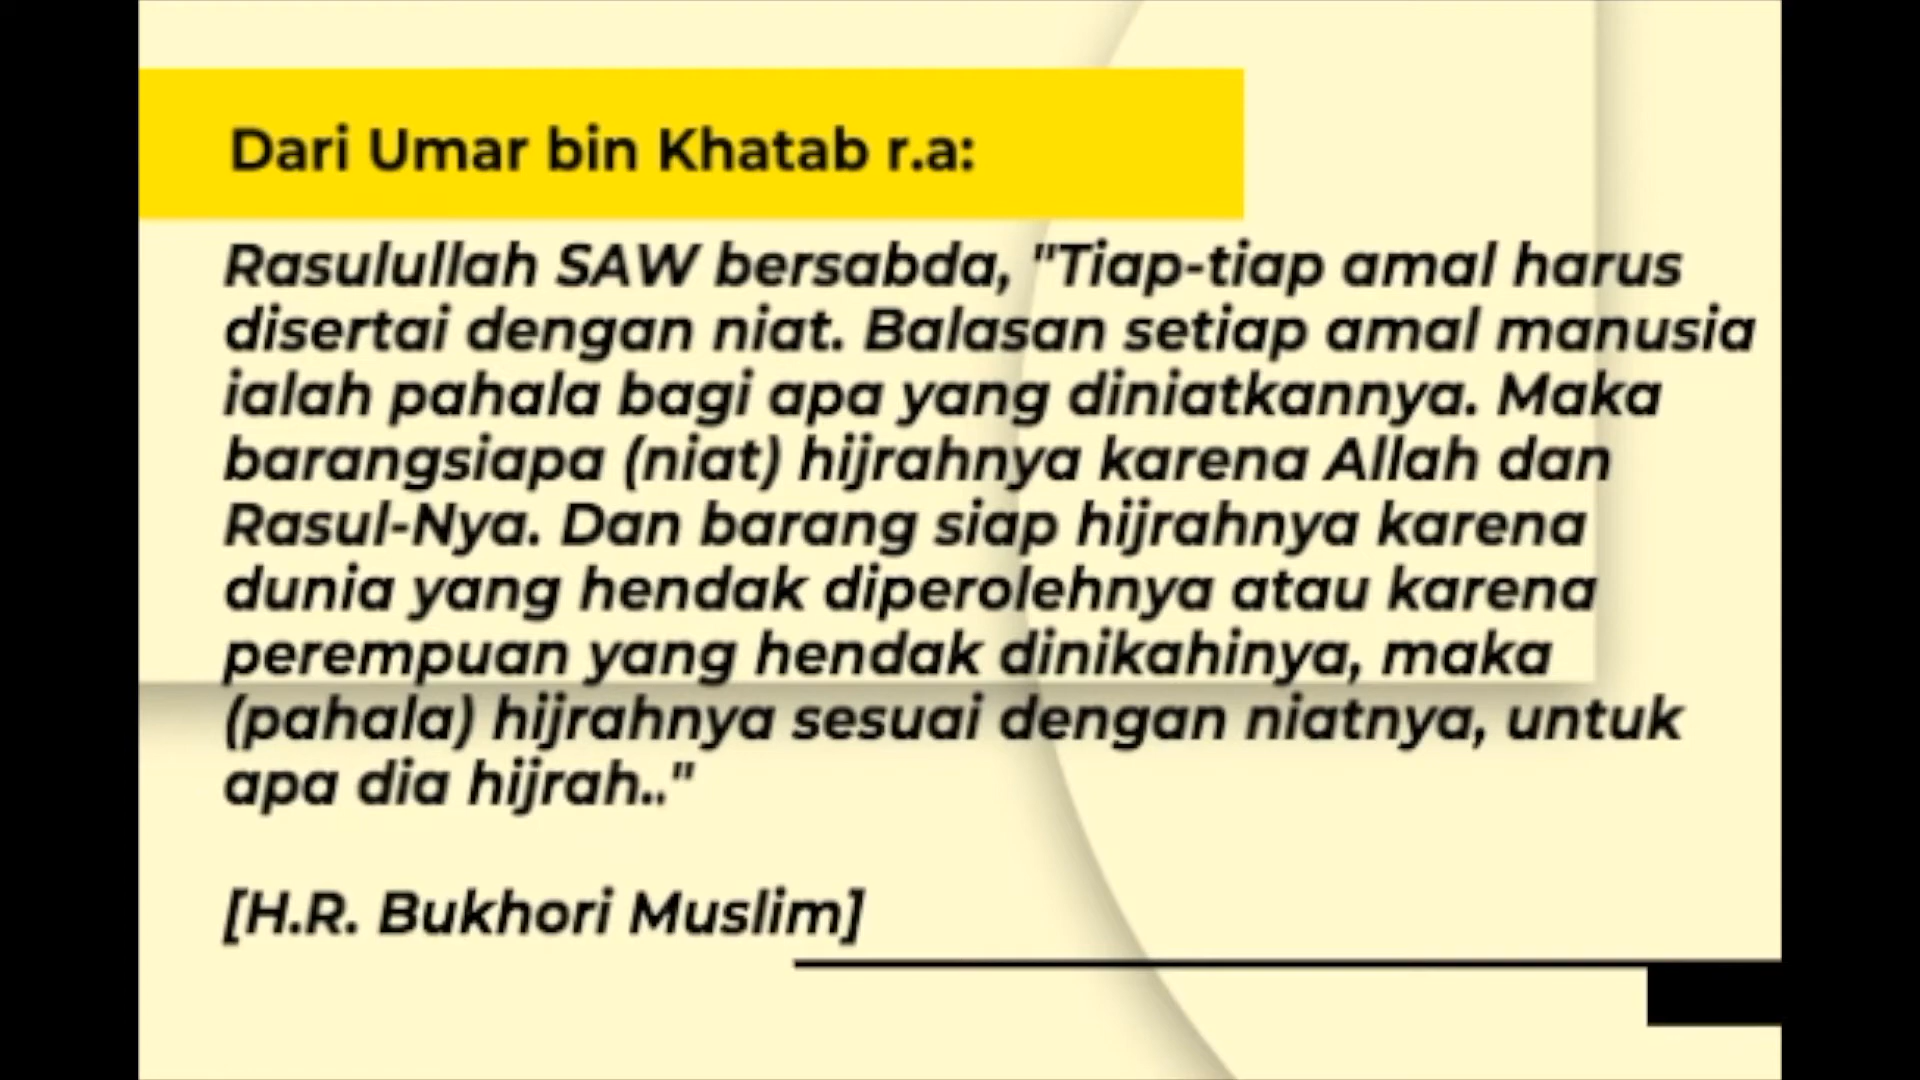 Dari Umar bin Khatab r.a:
Rasulullah SAW bersabda, "Tiap-tiap amal harus
disertai dengan niat. Balasan setiap amal manusia
ialah pahala bagi apa yang diniatkannya. Maka
barangsiapa (niat) hijrahnya karena Allah dan
Rasul-Nya. Dan barang siap hijrahnya karena
dunia yang hendak diperolehnya atau karena
perempuan yang hendak dinikahinya, maka
(pahala) hijrahnya sesuai dengan niatnya, untuk
apa dia hijrah.."
[H.R. Bukhori Muslim]